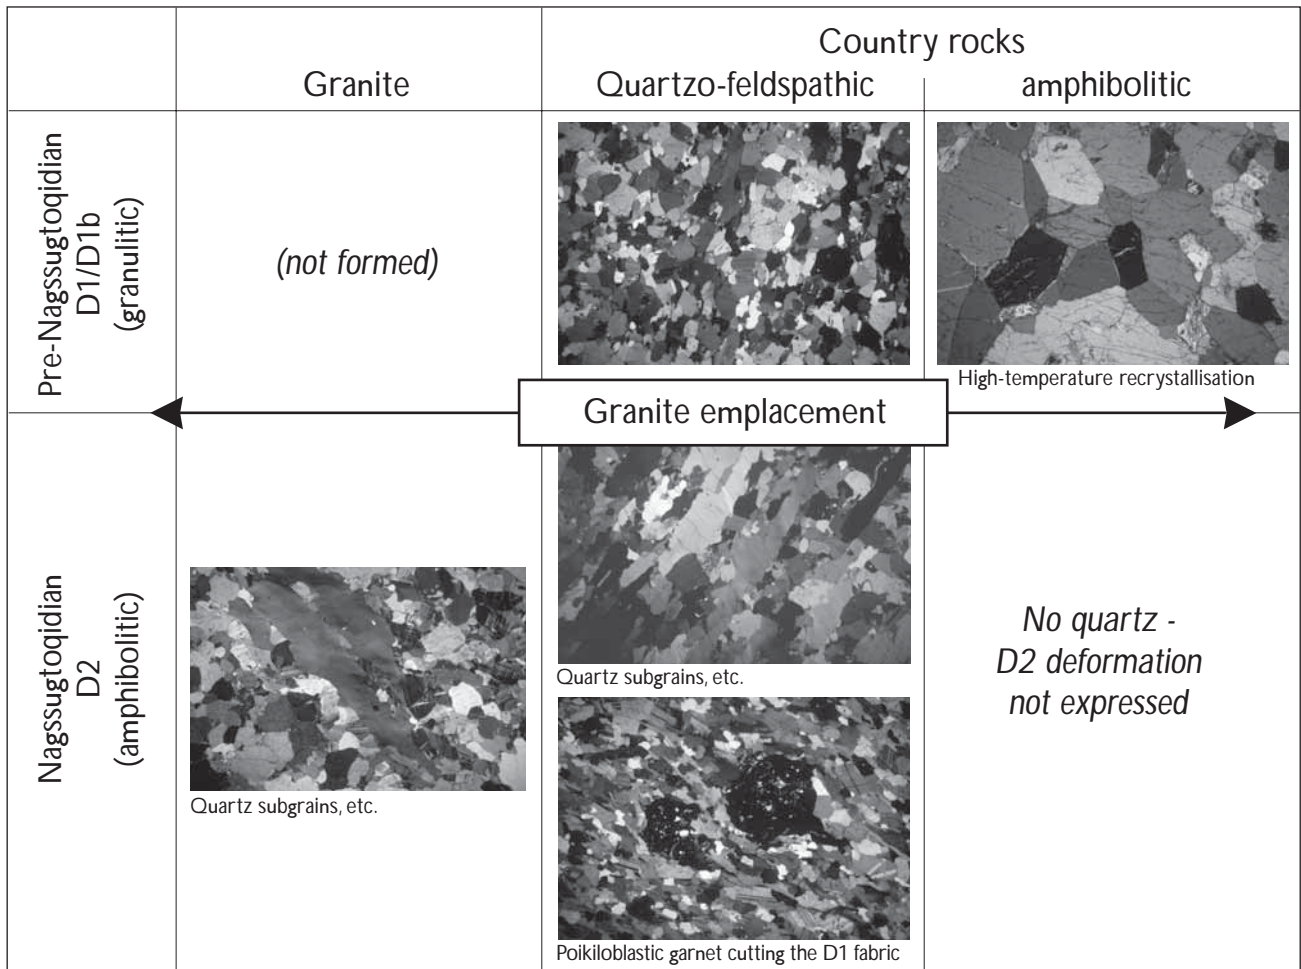 Country rocks
Granite
Quartzo-feldspathic
amphibolitic
Pre-Nagssugtoqidian
D1/D1b
(granulitic)
(not formed)
High-temperature recrystallisation
Granite emplacement
Nagssugtoqidian
D2
(amphibolitic)
Quartz subgrains, etc.
Quartz subgrains, etc.
Poikiloblastic garnet cutting the D1 fabric
No quartz -
D2 deformation
not expressed